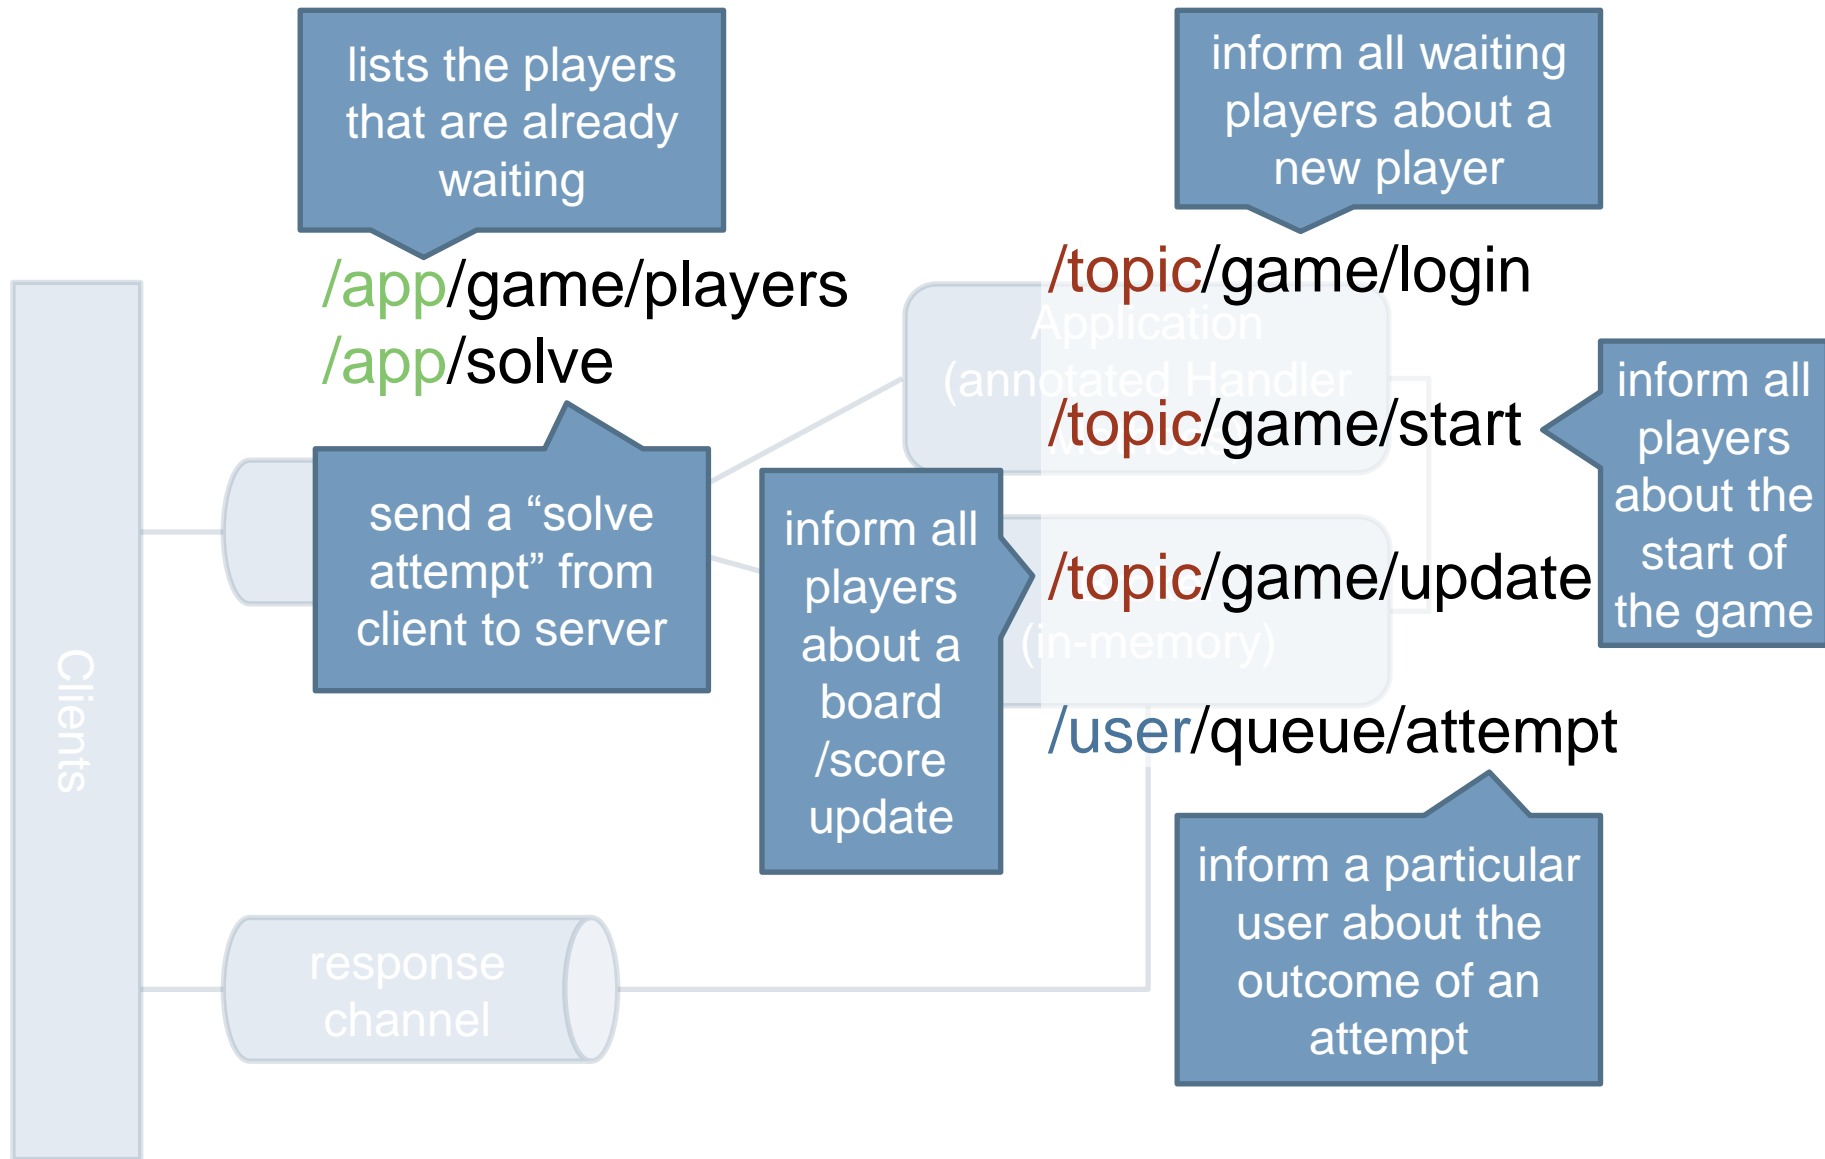 lists the players
that are already
waiting
inform all waiting
players about a
new player
/app/game/players
/app/solve
/topic/game/login
Application
(annotated Handler
/topic/game/start
inform all
players
about the
start of
the game
send a “solve
attempt” from
client to server
inform all
players
about a
board
/score
update
/topic/game/update
(in-memory)
/user/queue/attempt
Clients
inform a particular
user about the
outcome of an
attempt
response
channel